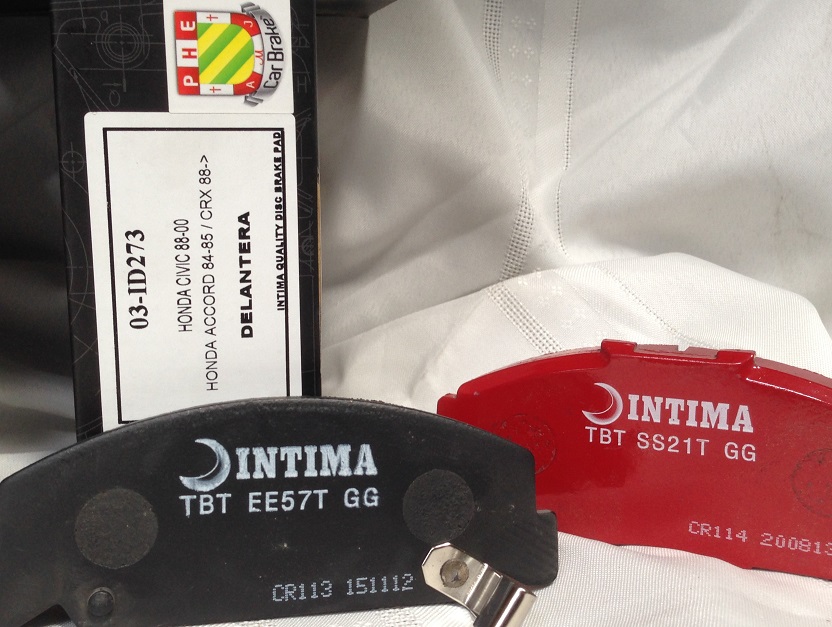 PHE
Car Brake
A M J
03-ID273
HONDA CIVIC 88-00
HONDA ACCORD 84-85 / CRX 88->
DELANTERA
INTIMA QUALITY DISC BRAKE PAD
INTIMA
TBT EE57T GG
CR113 151112
INTIMA
TBT SS21T GG
CR114 200813